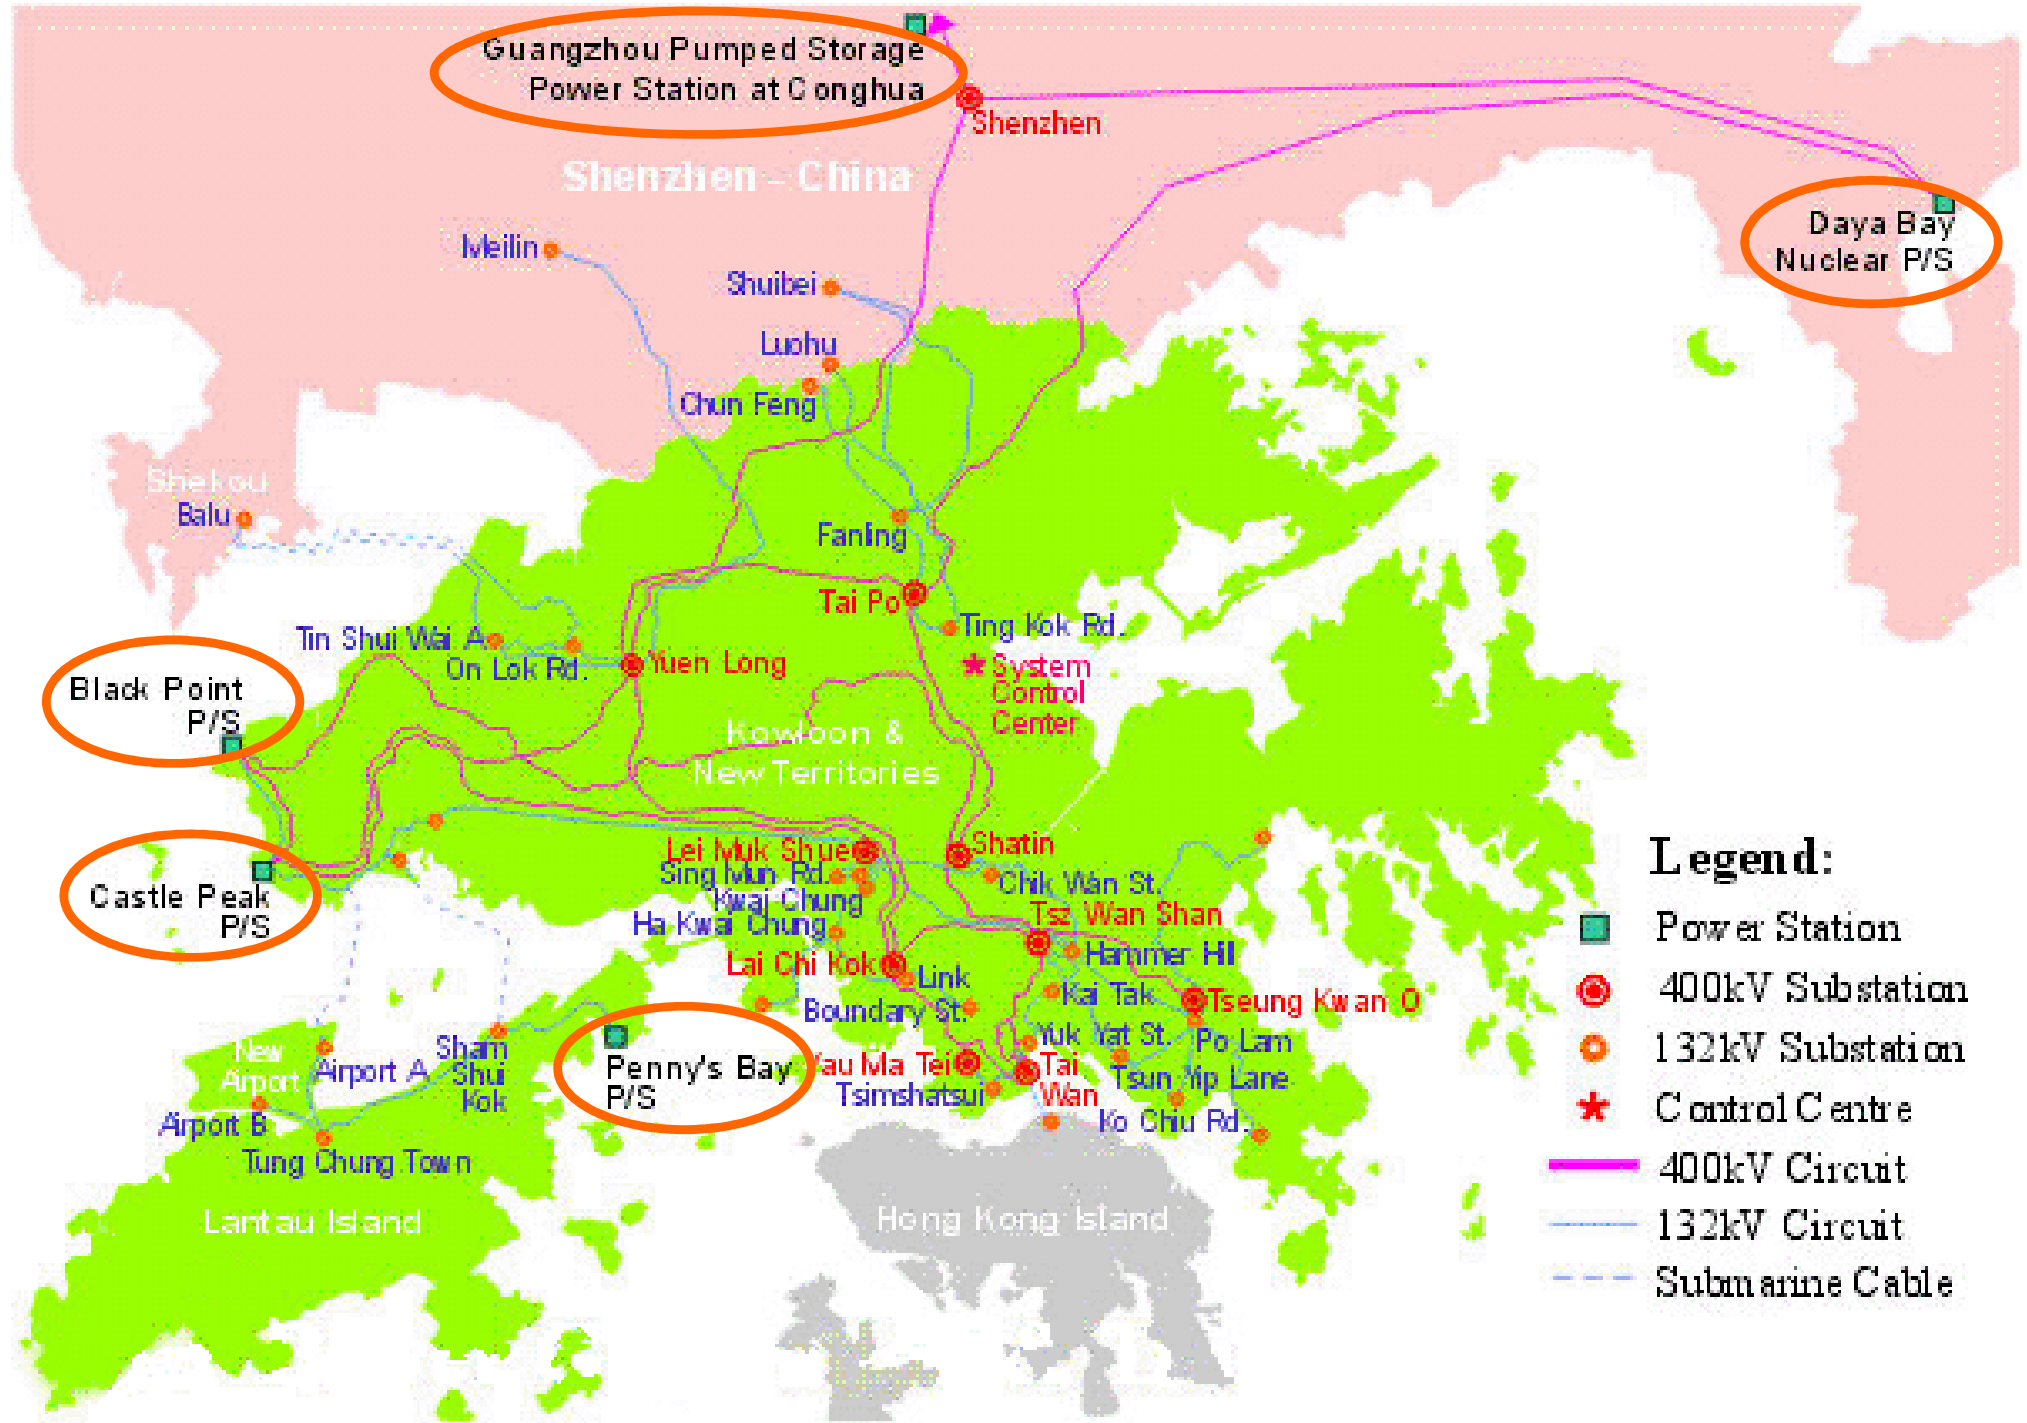 Guangzhou Pumped Storage
Power Station at Conghua
Shenzhen
Shenzhen – China
Daya Bay
Nuclear P/S
Meilin
Shuibei
Luohu
Chun Feng
Shekou
Balu
Fanling
Tai Po
Ting Kok Rd.
Tin Shui Wai A
On Lok Rd.
Yuen Long
System
Control
Center
Black Point
P/S
Kowloon &
New Territories
Castle Peak
P/S
Lei Muk Shue
Shatin
Sing Mun Rd.
Chik Wan St.
Kwai Chung
Tsz Wan Shan
Ha Kwai Chung
Hammer Hill
Lai Chi Kok
Link
Kai Tak
Tseung Kwan O
Boundary St.
Yuk Yat St.
Po Lam
New
Airport
Airport A
Sham
Shui
Kok
Penny's Bay
P/S
Yau Ma Tei
Tai
Wan
Tsun Yip Lane
Tsimshatsui
Ko Chiu Rd.
Airport B
Tung Chung Town
Lantau Island
Hong Kong Island
Legend:
Power Station
400kV Substation
132kV Substation
Control Centre
400kV Circuit
132kV Circuit
Submarine Cable